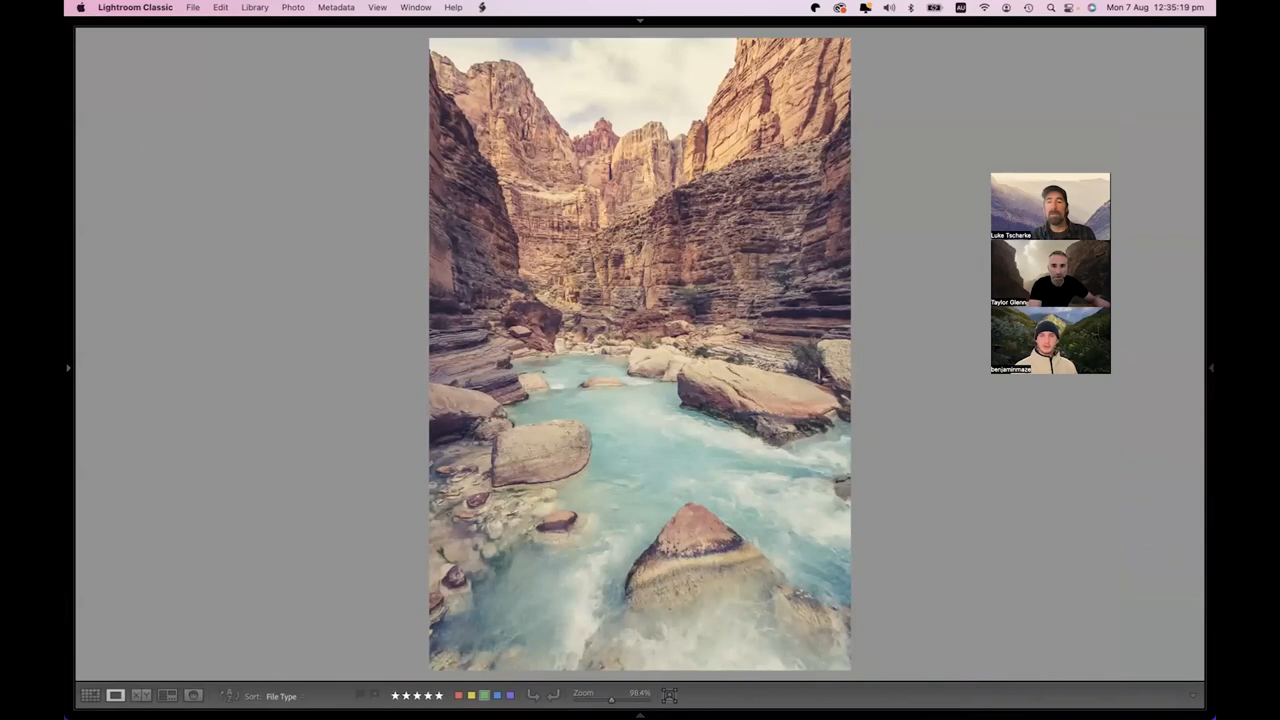 Lightroom Classic File Edit Library Photo Metadata View Window Help AU Mon 7 Aug 12:35:19 pm
Luke Tscharke
Taylor Glenn
benjaminmaze
Sort: File Type ★★★★★ Zoom 98.4%